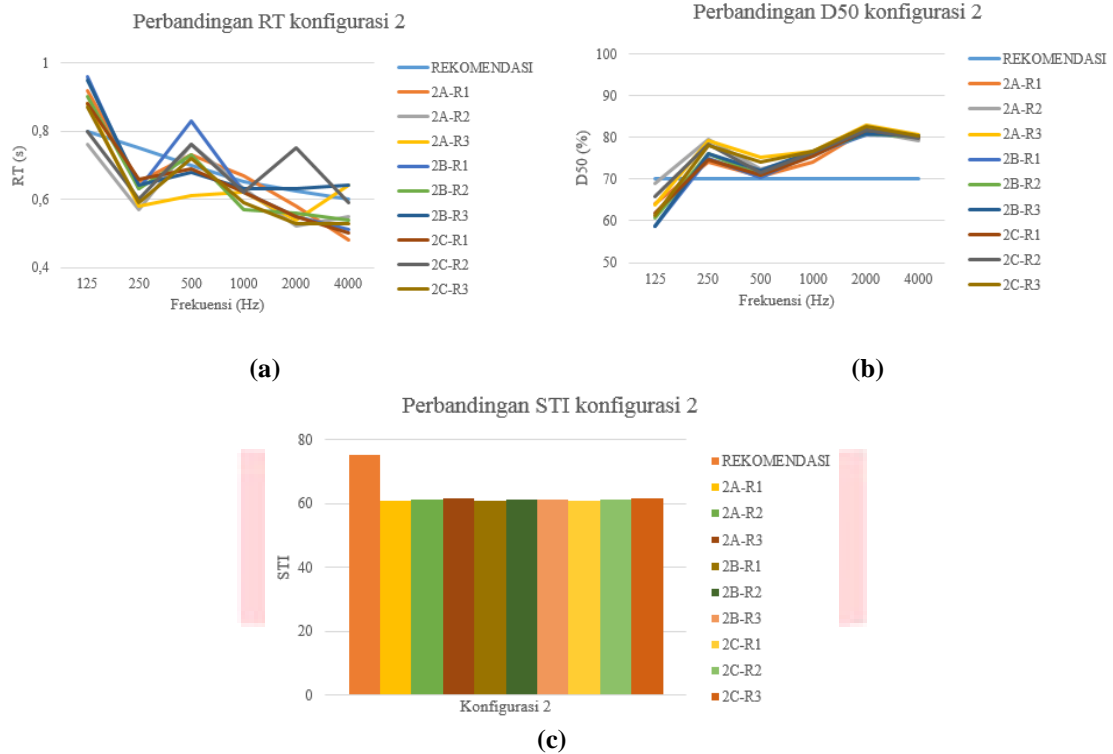 Perbandingan RT konfigurasi 2
1
0,8
0,6
0,4
RT (s)
125 250 500 1000 2000 4000
Frekuensi (Hz)
REKOMENDASI
2A-R1
2A-R2
2A-R3
2B-R1
2B-R2
2B-R3
2C-R1
2C-R2
2C-R3
(a)
Perbandingan D50 konfigurasi 2
100
90
80
70
60
50
D50 (%)
125 250 500 1000 2000 4000
Frekuensi (Hz)
REKOMENDASI
2A-R1
2A-R2
2A-R3
2B-R1
2B-R2
2B-R3
2C-R1
2C-R2
2C-R3
(b)
Perbandingan STI konfigurasi 2
80
60
40
20
0
STI
Konfigurasi 2
REKOMENDASI
2A-R1
2A-R2
2A-R3
2B-R1
2B-R2
2B-R3
2C-R1
2C-R2
2C-R3
(c)